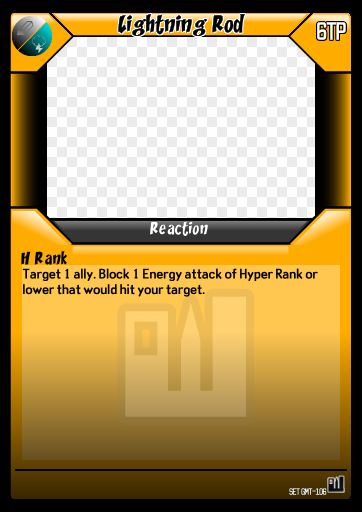 Lightning Rod
6TP
Reaction
H Rank
Target 1 ally. Block 1 Energy attack of Hyper Rank or
lower that would hit your target.
SET GMT-106